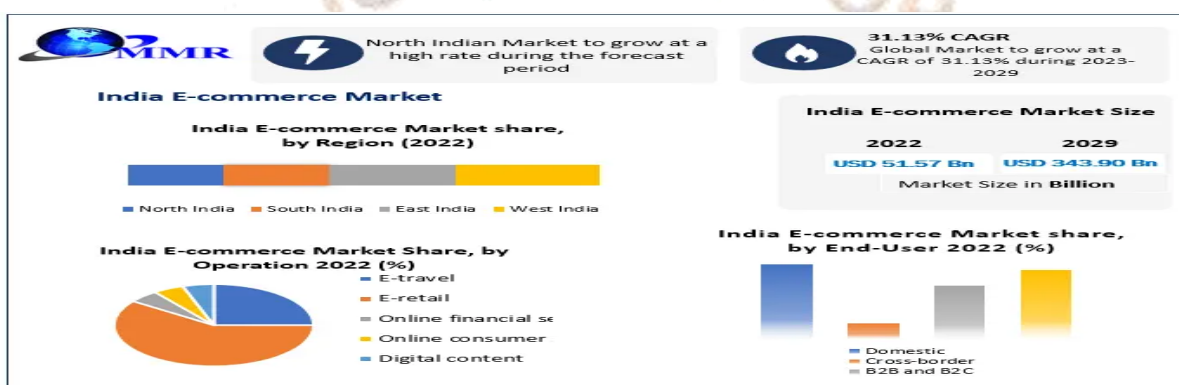 MMR
North Indian Market to grow at a
high rate during the forecast
period
31.13% CAGR
Global Market to grow at a
CAGR of 31.13% during 2023-
2029
India E-commerce Market
India E-commerce Market share,
by Region (2022)
North India South India East India West India
India E-commerce Market Size
2022 2029
USD 51.57 Bn USD 343.90 Bn
Market Size in Billion
India E-commerce Market Share, by
Operation 2022 (%)
E-travel
E-retail
Online financial se
Online consumer
Digital content
India E-commerce Market share,
by End-User 2022 (%)
Domestic
Cross-border
B2B and B2C